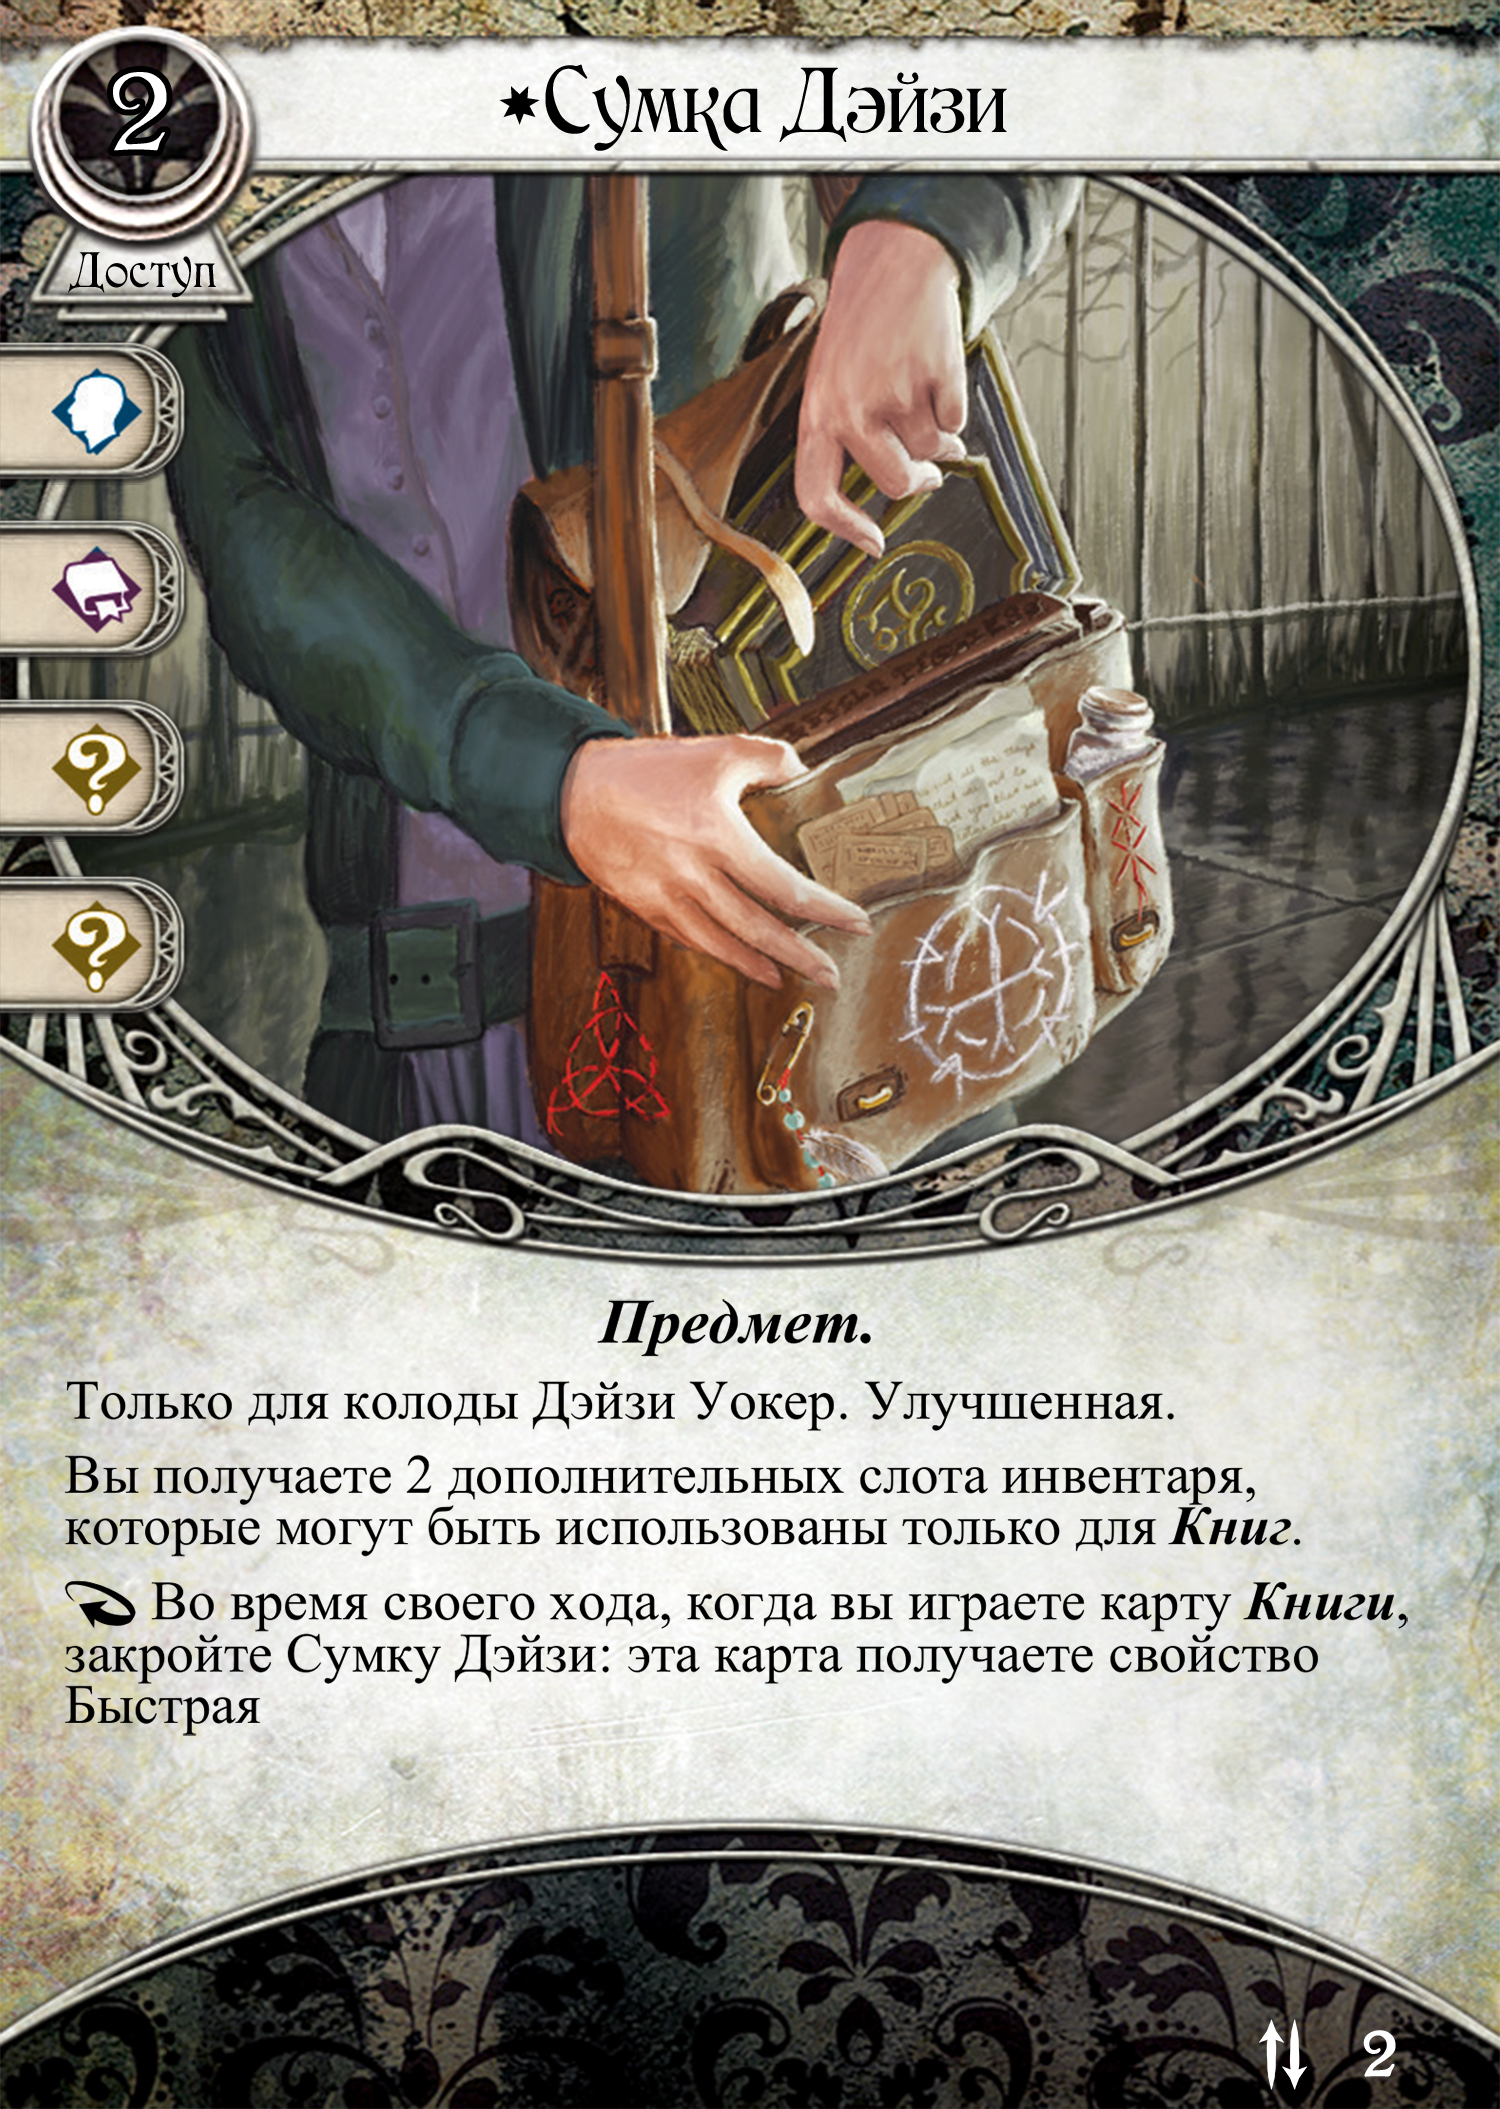 2
✷Сумка Дэйзи
Доступ
Предмет.
Только для колоды Дэйзи Уокер. Улучшенная.
Вы получаете 2 дополнительных слота инвентаря,
которые могут быть использованы только для Книг.
Во время своего хода, когда вы играете карту Книги,
закройте Сумку Дэйзи: эта карта получаете свойство
Быстрая
2